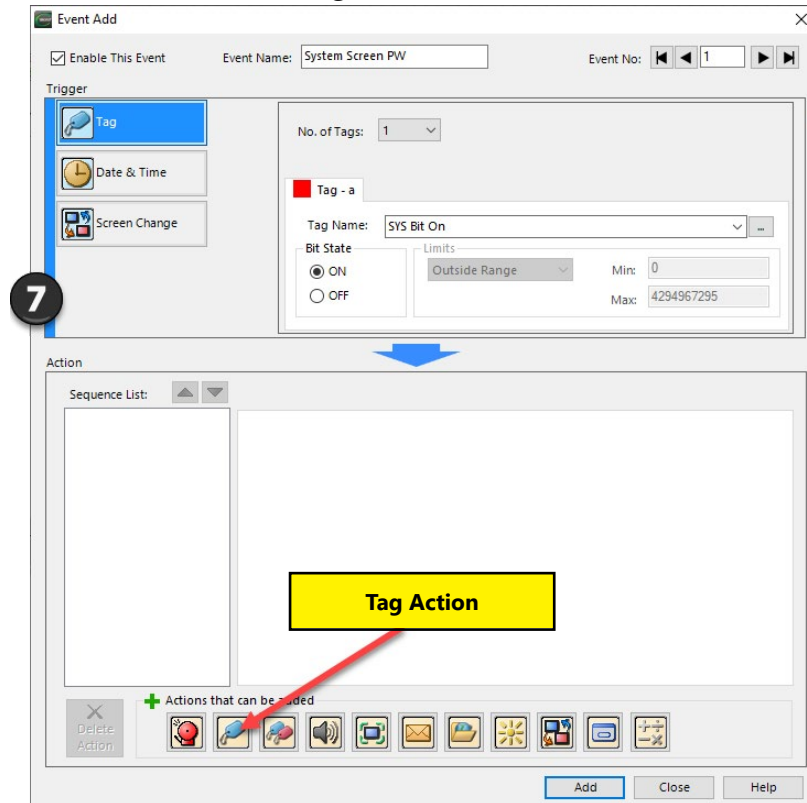 Event Add
Enable This Event
Event Name: System Screen PW
Event No: 1
Trigger
Tag
Date & Time
Screen Change
No. of Tags: 1
Tag - a
Tag Name: SYS Bit On
...
Bit State
ON
OFF
Limits
Outside Range
Min: 0
Max: 4294967295
7
Action
Sequence List:
Tag Action
Delete
Action
Actions that can be added
Add
Close
Help